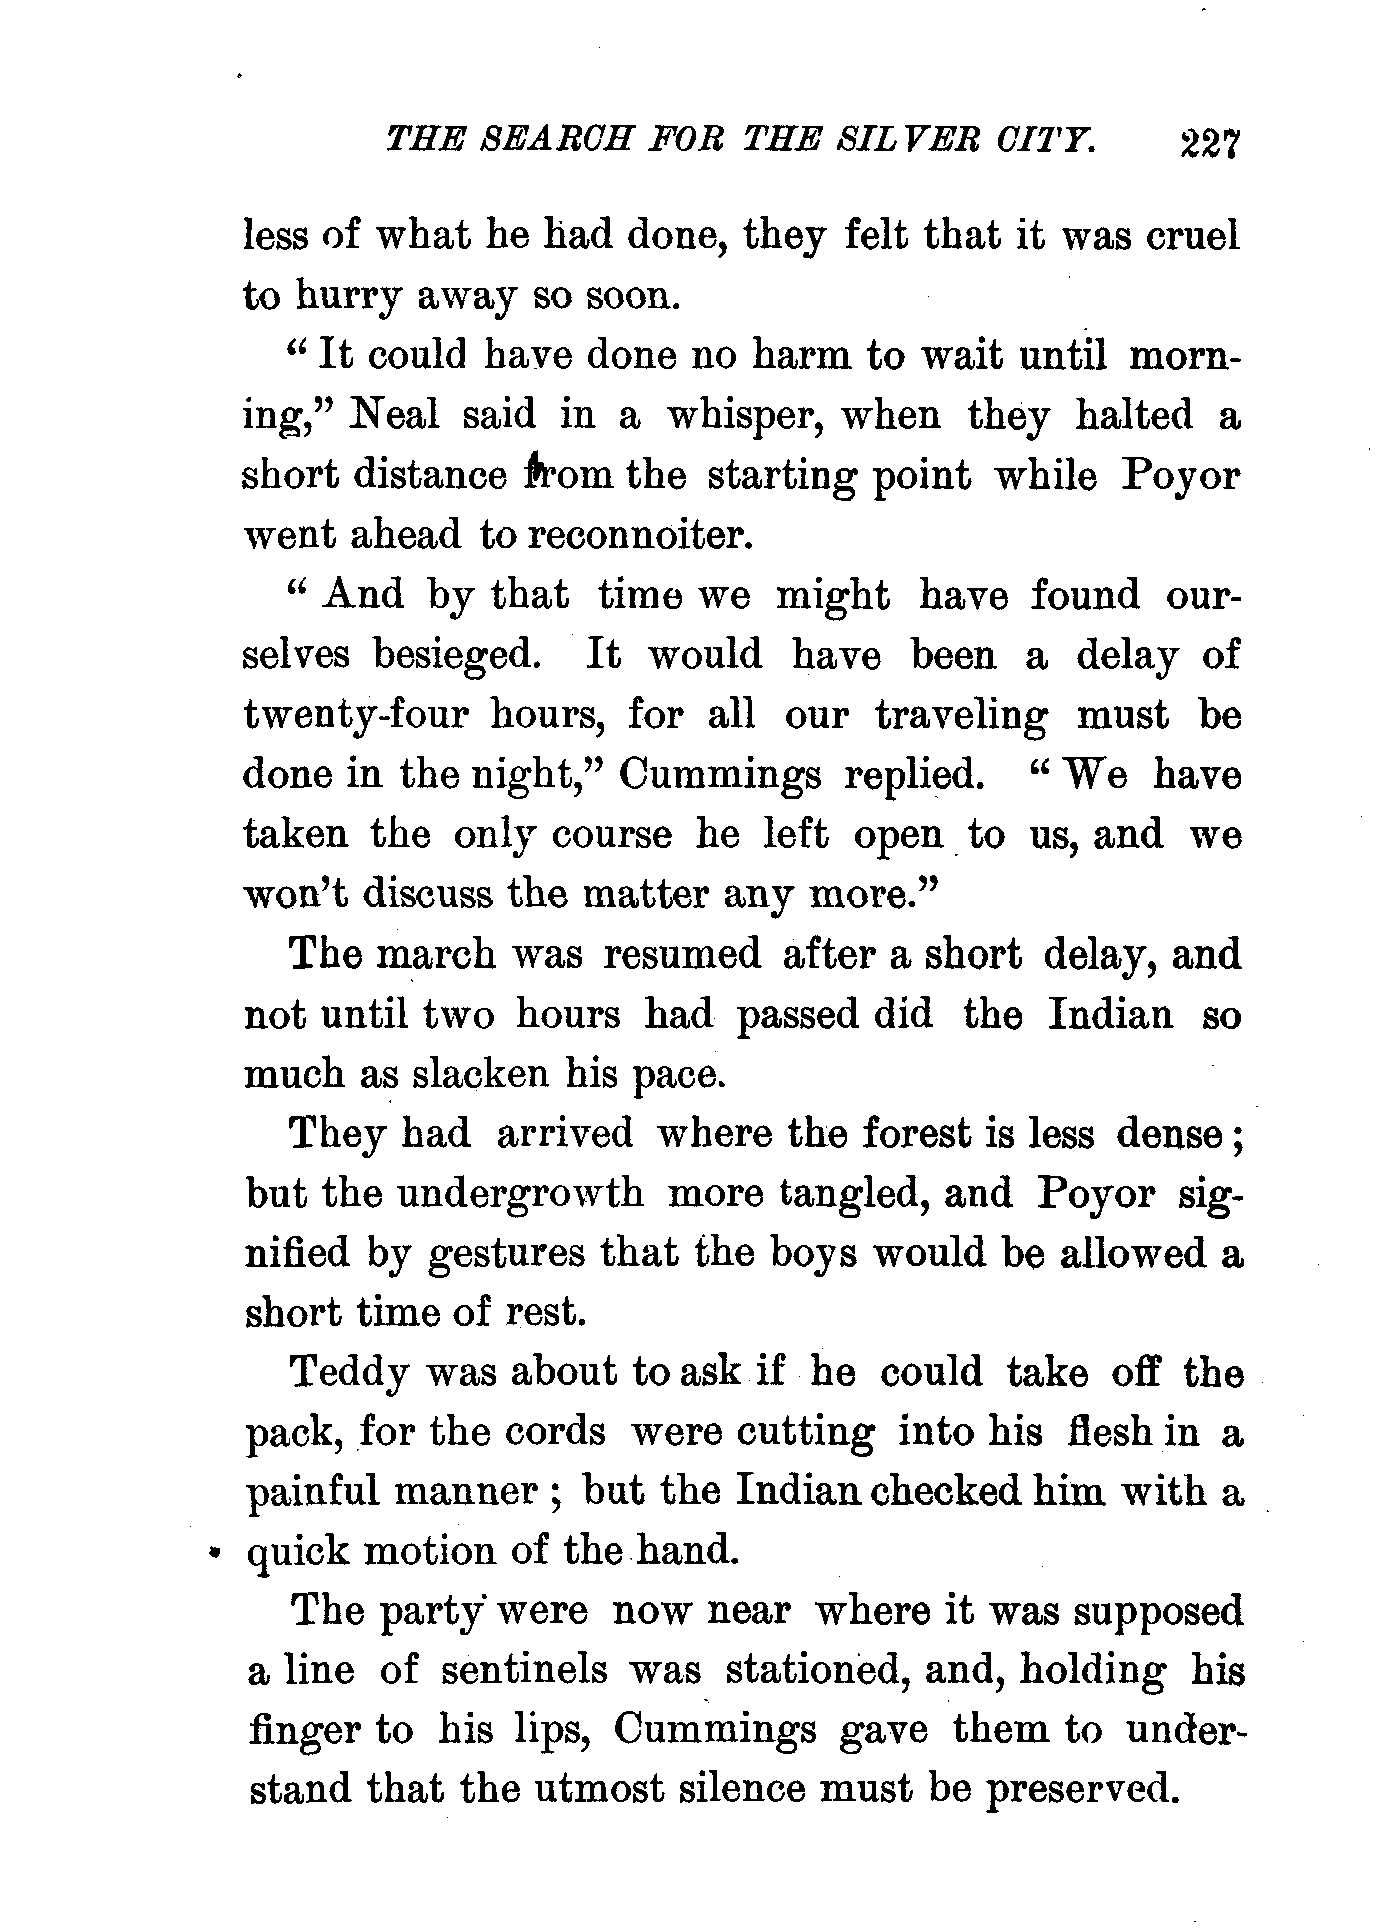 THE SEARCH FOR THE SILVER CITY. 227
less of what he had done, they felt that it was cruel
to hurry away so soon.
" It could have done no harm to wait until morn-
ing," Neal said in a whisper, when they halted a
short distance from the starting point while Poyor
went ahead to reconnoiter.
" And by that time we might have found our-
selves besieged. It would have been a delay of
twenty-four hours, for all our traveling must be
done in the night," Cummings replied. " We have
taken the only course he left open to us, and we
won't discuss the matter any more."
The march was resumed after a short delay, and
not until two hours had passed did the Indian so
much as slacken his pace.
They had arrived where the forest is less dense ;
but the undergrowth more tangled, and Poyor sig-
nified by gestures that the boys would be allowed a
short time of rest.
Teddy was about to ask if he could take off the
pack, for the cords were cutting into his flesh in a
painful manner ; but the Indian checked him with a
quick motion of the hand.
The party were now near where it was supposed
a line of sentinels was stationed, and, holding his
finger to his lips, Cummings gave them to under-
stand that the utmost silence must be preserved.